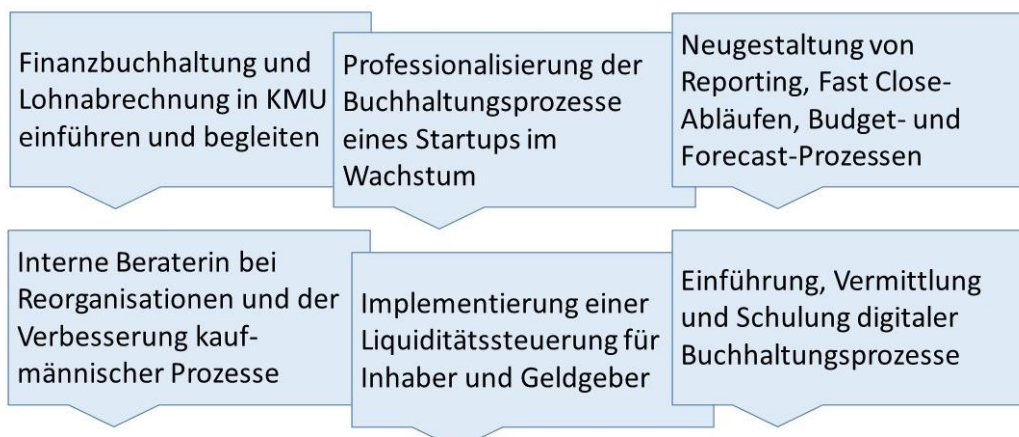 Finanzbuchhaltung und
Lohnabrechnung in KMU
einführen und begleiten
Professionalisierung der
Buchhaltungsprozesse
eines Startups im
Wachstum
Neugestaltung von
Reporting, Fast Close-
Abläufen, Budget- und
Forecast-Prozessen
Interne Beraterin bei
Reorganisationen und der
Verbesserung kauf-
männischer Prozesse
Implementierung einer
Liquiditätssteuerung für
Inhaber und Geldgeber
Einführung, Vermittlung
und Schulung digitaler
Buchhaltungsprozesse